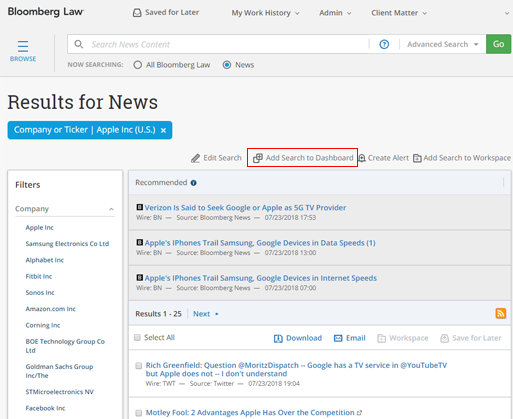 Bloomberg Law
Saved for Later
My Work History
Admin
Client Matter
BROWSE
Search News Content
Advanced Search
Go
NOW SEARCHING:
All Bloomberg Law
News
Results for News
Company or Ticker | Apple Inc (U.S.) ×
Edit Search
Add Search to Dashboard
Create Alert
Add Search to Workspace
Filters
Company
Apple Inc
Samsung Electronics Co Ltd
Alphabet Inc
Fitbit Inc
Sonos Inc
Amazon.com Inc
Corning Inc
BOE Technology Group Co
Ltd
Goldman Sachs Group
Inc/The
STMicroelectronics NV
Facebook Inc
Recommended
Verizon Is Said to Seek Google or Apple as 5G TV Provider
Wire: BN — Source: Bloomberg News — 07/23/2018 17:53
Apple's IPhones Trail Samsung, Google Devices in Data Speeds (1)
Wire: BN — Source: Bloomberg News — 07/23/2018 13:00
Apple's IPhones Trail Samsung, Google Devices in Internet Speeds
Wire: BN — Source: Bloomberg News — 07/23/2018 07:00
Results 1 - 25
Next
Select All
Download
Email
Workspace
Save for Later
Rich Greenfield: Question @MoritzDispatch -- Google has a TV service in @YouTubeTV
but Apple does not -- I don't understand
Wire: TWT — Source: Twitter — 07/23/2018 19:04
Motley Fool: 2 Advantages Apple Has Over the Competition